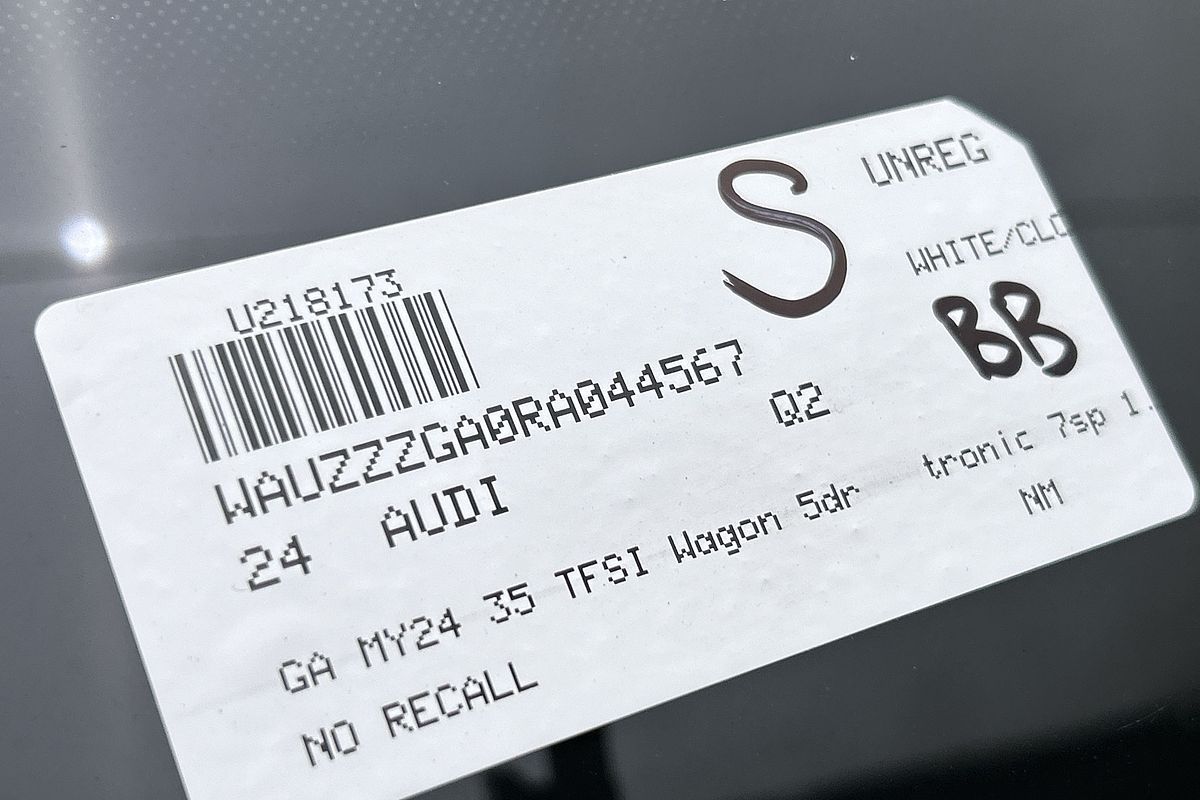 S UNREG
U218173 WHITE/CLO
BB
WAUZZZGA0RA044567 Q2
24 AUDI
GA MY24 35 TFSI Wagon 5dr tronic 7sp 1.
NO RECALL NM